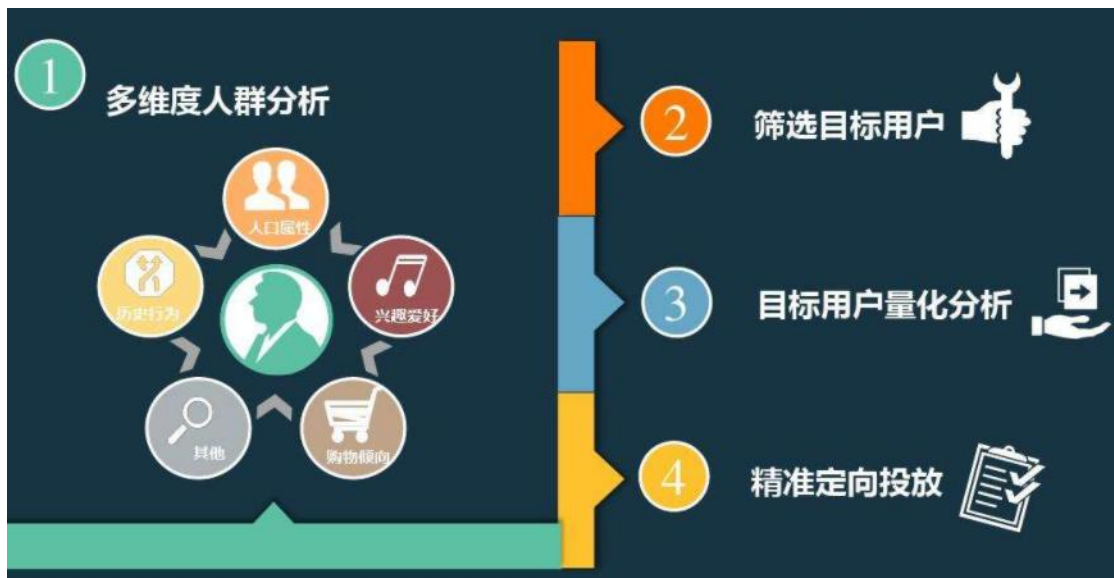 1
多维度人群分析
人口属性
历史行为
兴趣爱好
其他
购物倾向
2
筛选目标用户
3
目标用户量化分析
4
精准定向投放